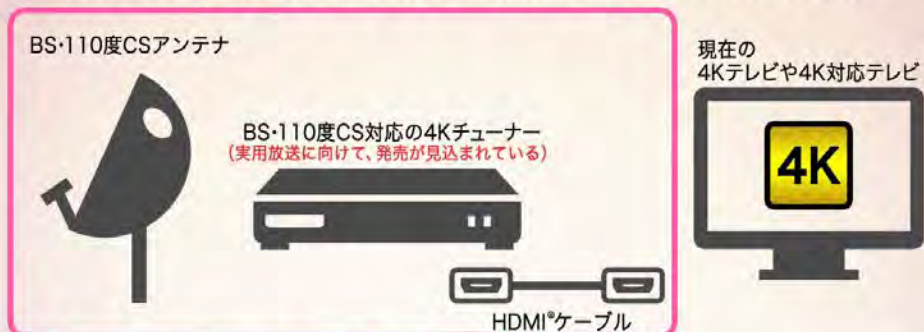 BS・110度CSアンテナ
BS・110度CS対応の4Kチューナー
(実用放送に向けて、発売が見込まれている)
HDMI®ケーブル
現在の
4Kテレビや4K対応テレビ
4K